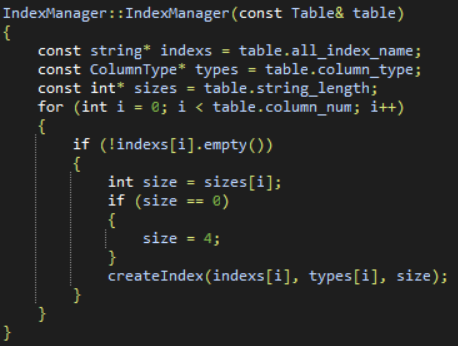 IndexManager::IndexManager(const Table& table)
{
    const string* indexs = table.all_index_name;
    const ColumnType* types = table.column_type;
    const int* sizes = table.string_length;
    for (int i = 0; i < table.column_num; i++)
    {
        if (!indexs[i].empty())
        {
            int size = sizes[i];
            if (size == 0)
            {
                size = 4;
            }
            createIndex(indexs[i], types[i], size);
        }
    }
}